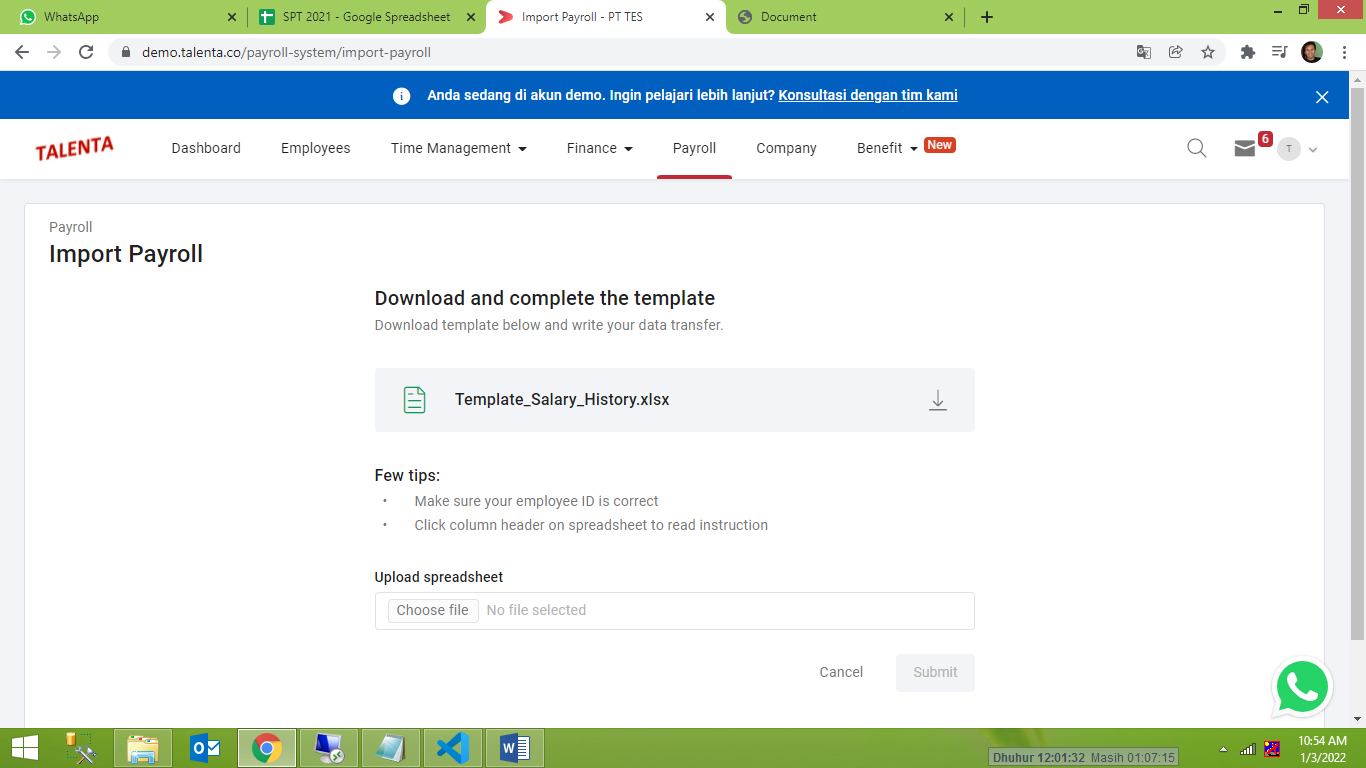 WhatsApp
SPT 2021 - Google Spreadsheet
Import Payroll - PT TES
Document
demo.talenta.co/payroll-system/import-payroll
Anda sedang di akun demo. Ingin pelajari lebih lanjut? Konsultasi dengan tim kami
TALENTA
Dashboard
Employees
Time Management
Finance
Payroll
Company
Benefit
New
6
T
Payroll
Import Payroll
Download and complete the template
Download template below and write your data transfer.
Template_Salary_History.xlsx
Few tips:
• Make sure your employee ID is correct
• Click column header on spreadsheet to read instruction
Upload spreadsheet
Choose file No file selected
Cancel
Submit
Dhuhur 12:01:32 Masih 01:07:15
10:54 AM
1/3/2022